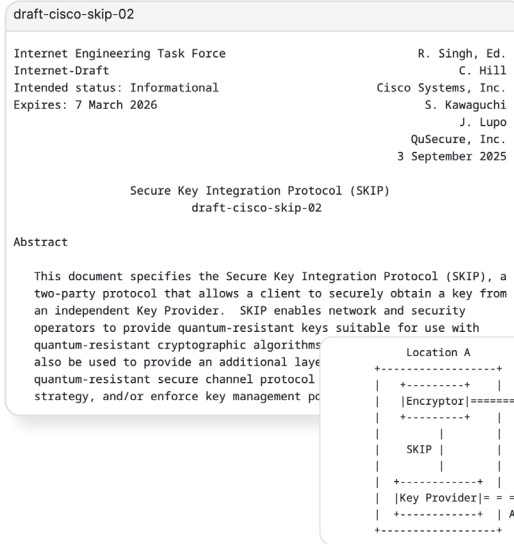 draft-cisco-skip-02
Internet Engineering Task Force R. Singh, Ed.
Internet-Draft C. Hill
Intended status: Informational Cisco Systems, Inc.
Expires: 7 March 2026 S. Kawaguchi
J. Lupo
QuSecure, Inc.
3 September 2025
Secure Key Integration Protocol (SKIP)
draft-cisco-skip-02
Abstract
This document specifies the Secure Key Integration Protocol (SKIP), a
two-party protocol that allows a client to securely obtain a key from
an independent Key Provider. SKIP enables network and security
operators to provide quantum-resistant keys suitable for use with
quantum-resistant cryptographic algorithms
also be used to provide an additional laye
quantum-resistant secure channel protocol
strategy, and/or enforce key management po
Location A
+-----------------+
| +---------+ |
| |Encryptor|=======
| +---------+ |
| | |
| SKIP | |
| | |
| +------------+ |
| |Key Provider|= = =
| +------------+ | A
+-----------------+